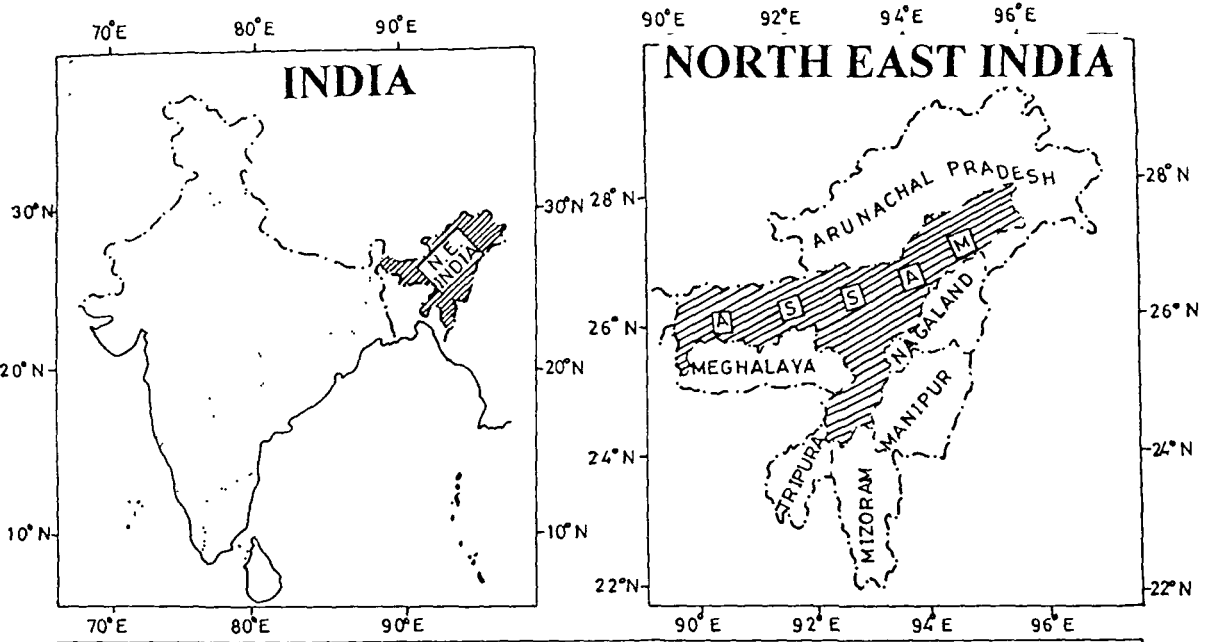 70°E 80°E 90°E
INDIA
30°N 30°N
N.E.
INDIA
20°N 20°N
10°N 10°N
70°E 80°E 90°E
90°E 92°E 94°E 96°E
NORTH EAST INDIA
ARUNACHAL PRADESH
28°N 28°N
A S S A M
26°N 26°N
NAGALAND
MEGHALAYA
MANIPUR
24°N 24°N
TRIPURA
MIZORAM
22°N 22°N
90°E 92°E 94°E 96°E